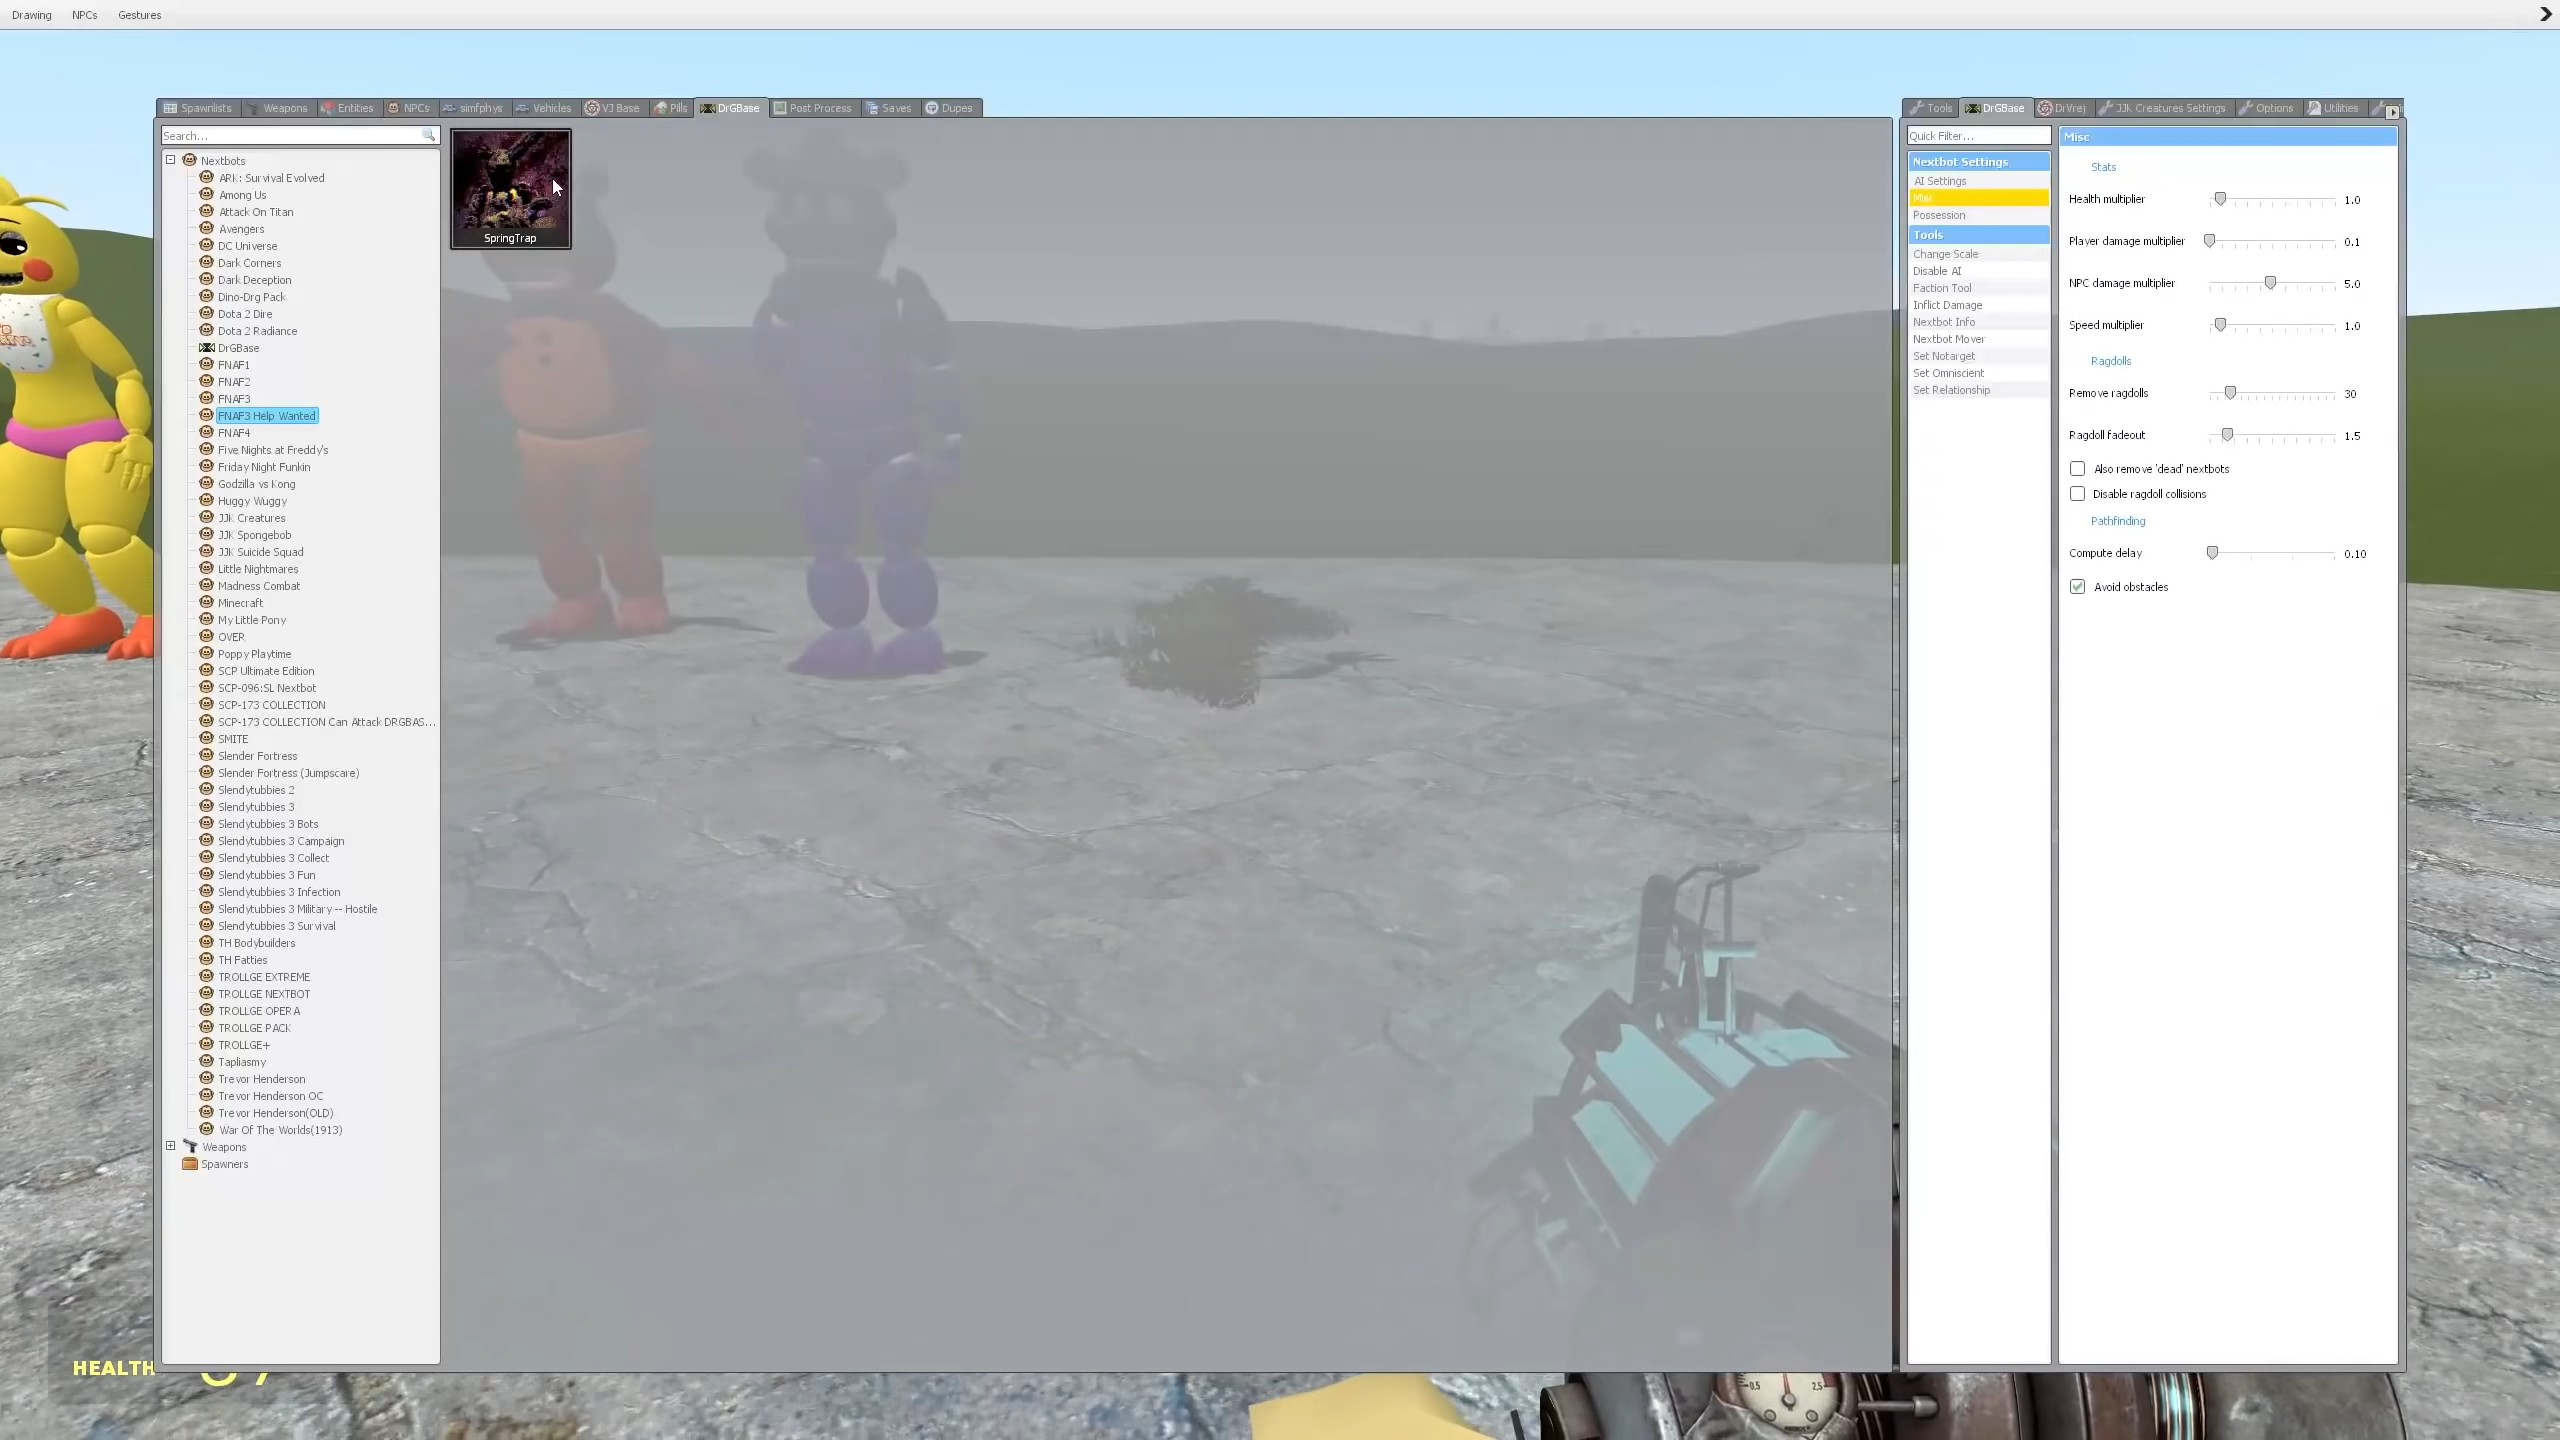 Drawing NPCs Gestures
Spawnlists Weapons Entities NPCs simfphys Vehicles VJ Base Pills DrGBase Post Process Saves Dupes
Search...
Nextbots
ARK: Survival Evolved
Among Us
Attack On Titan
Avengers
DC Universe
Dark Corners
Dark Deception
Dino-Drg Pack
Dota 2 Dire
Dota 2 Radiance
DrGBase
FNAF1
FNAF2
FNAF3
FNAF3 Help Wanted
FNAF4
Five Nights at Freddy's
Friday Night Funkin
Godzilla vs Kong
Huggy Wuggy
JJK Creatures
JJK Spongebob
JJK Suicide Squad
Little Nightmares
Madness Combat
Minecraft
My Little Pony
OVER
Poppy Playtime
SCP Ultimate Edition
SCP-096:SL Nextbot
SCP-173 COLLECTION
SCP-173 COLLECTION Can Attack DRGBAS...
SMITE
Slender Fortress
Slender Fortress (Jumpscare)
Slendytubbies 2
Slendytubbies 3
Slendytubbies 3 Bots
Slendytubbies 3 Campaign
Slendytubbies 3 Collect
Slendytubbies 3 Fun
Slendytubbies 3 Infection
Slendytubbies 3 Military -- Hostile
Slendytubbies 3 Survival
TH Bodybuilders
TH Fatties
TROLLGE EXTREME
TROLLGE NEXTBOT
TROLLGE OPERA
TROLLGE PACK
TROLLGE+
Tapliasmy
Trevor Henderson
Trevor Henderson OC
Trevor Henderson(OLD)
War Of The Worlds(1913)
Weapons
Spawners
SpringTrap
Tools DrGBase DrVrej JJK Creatures Settings Options Utilities
Quick Filter...
Nextbot Settings
AI Settings
Misc
Possession
Tools
Change Scale
Disable AI
Faction Tool
Inflict Damage
Nextbot Info
Nextbot Mover
Set Notarget
Set Omniscient
Set Relationship
Misc
Stats
Health multiplier 1.0
Player damage multiplier 0.1
NPC damage multiplier 5.0
Speed multiplier 1.0
Ragdolls
Remove ragdolls 30
Ragdoll fadeout 1.5
Also remove 'dead' nextbots
Disable ragdoll collisions
Pathfinding
Compute delay 0.10
Avoid obstacles
HEALTH
0.5 2.5